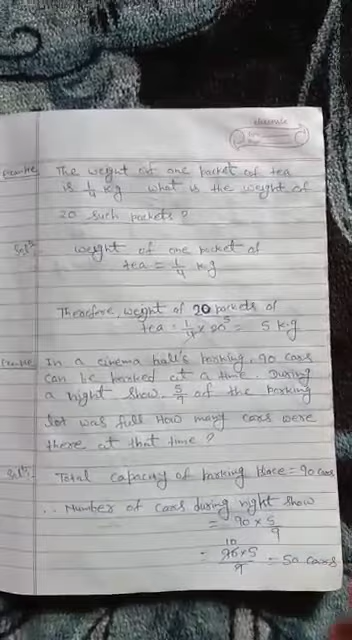 classmate
Date
Page
Example The weight of one packet of tea
is 1/4 kg what is the weight of
20 such packets ?
Solⁿ weight of one packet of
tea = 1/4 kg
Therefore, weight of 20 packets of
tea = 1/4 × 20 5 = 5 kg
Example In a cinema hall's parking, 90 cars
can be parked at a time. During
a night show 5/9 of the parking
lot was full How many cars were
there at that time ?
Solⁿ Total capacity of parking place = 90 cars
∴ Number of cars during night show
= 90 × 5/9
10
= 90×5/9 = 50 cars